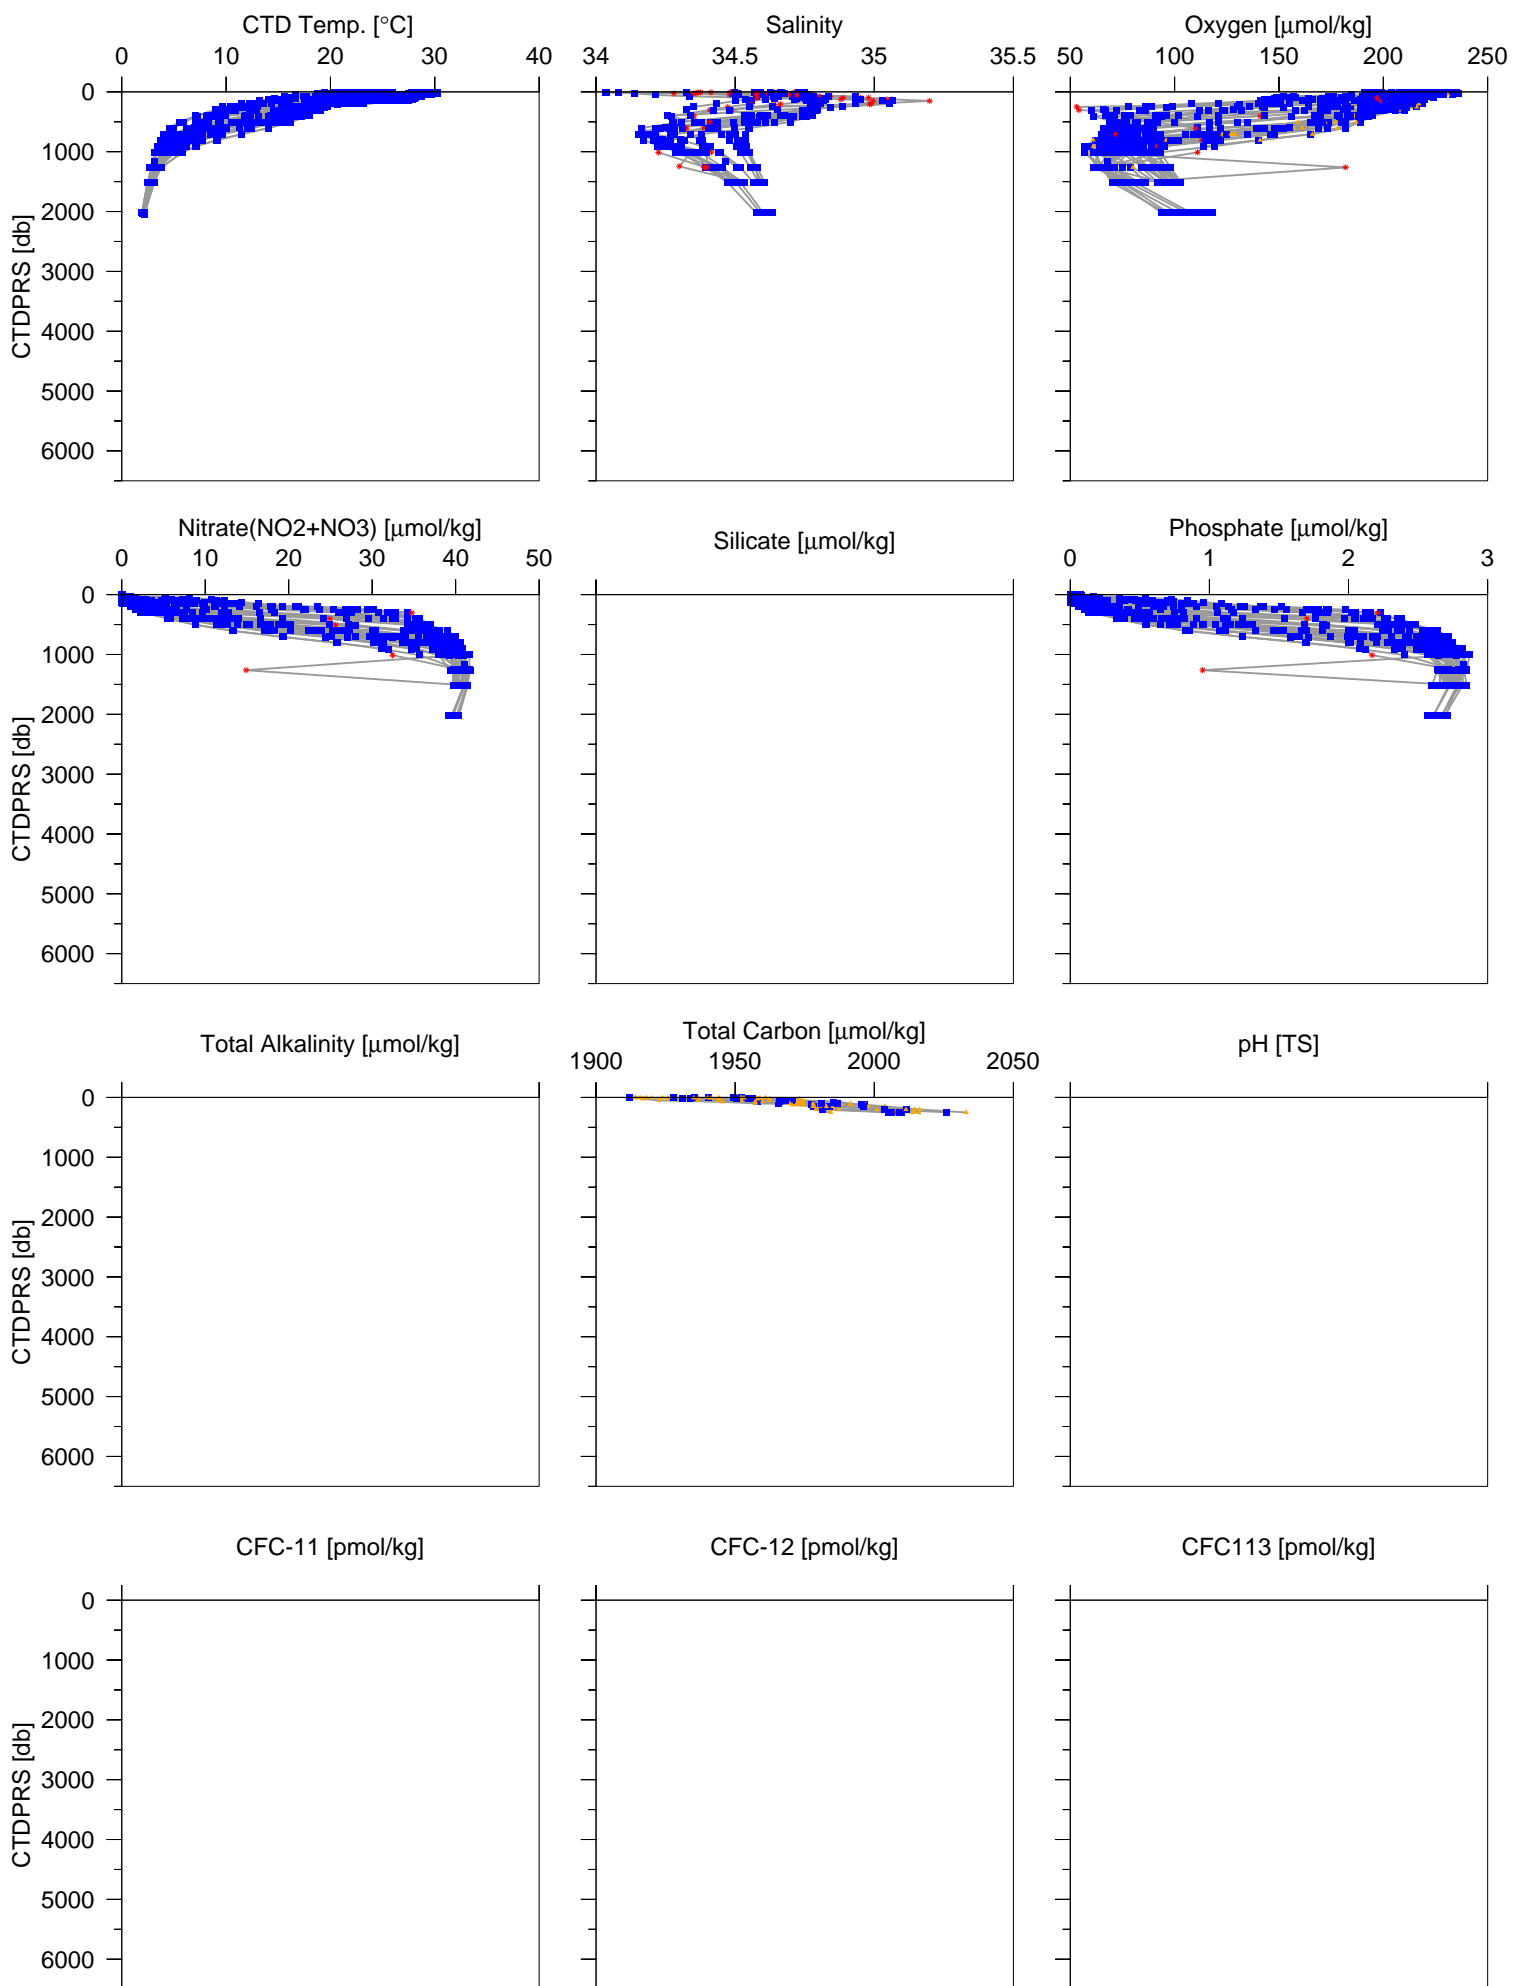 CTD Temp. [°C] Salinity Oxygen [μmol/kg]
0 10 20 30 40 34 34.5 35 35.5 50 100 150 200 250
0
1000
2000
3000
4000
5000
6000
CTDPRS [db]
Nitrate(NO2+NO3) [μmol/kg] Silicate [μmol/kg] Phosphate [μmol/kg]
0 10 20 30 40 50 0 1 2 3
0
1000
2000
3000
4000
5000
6000
CTDPRS [db]
Total Alkalinity [μmol/kg] Total Carbon [μmol/kg] pH [TS]
1900 1950 2000 2050
0
1000
2000
3000
4000
5000
6000
CTDPRS [db]
CFC-11 [pmol/kg] CFC-12 [pmol/kg] CFC113 [pmol/kg]
0
1000
2000
3000
4000
5000
6000
CTDPRS [db]